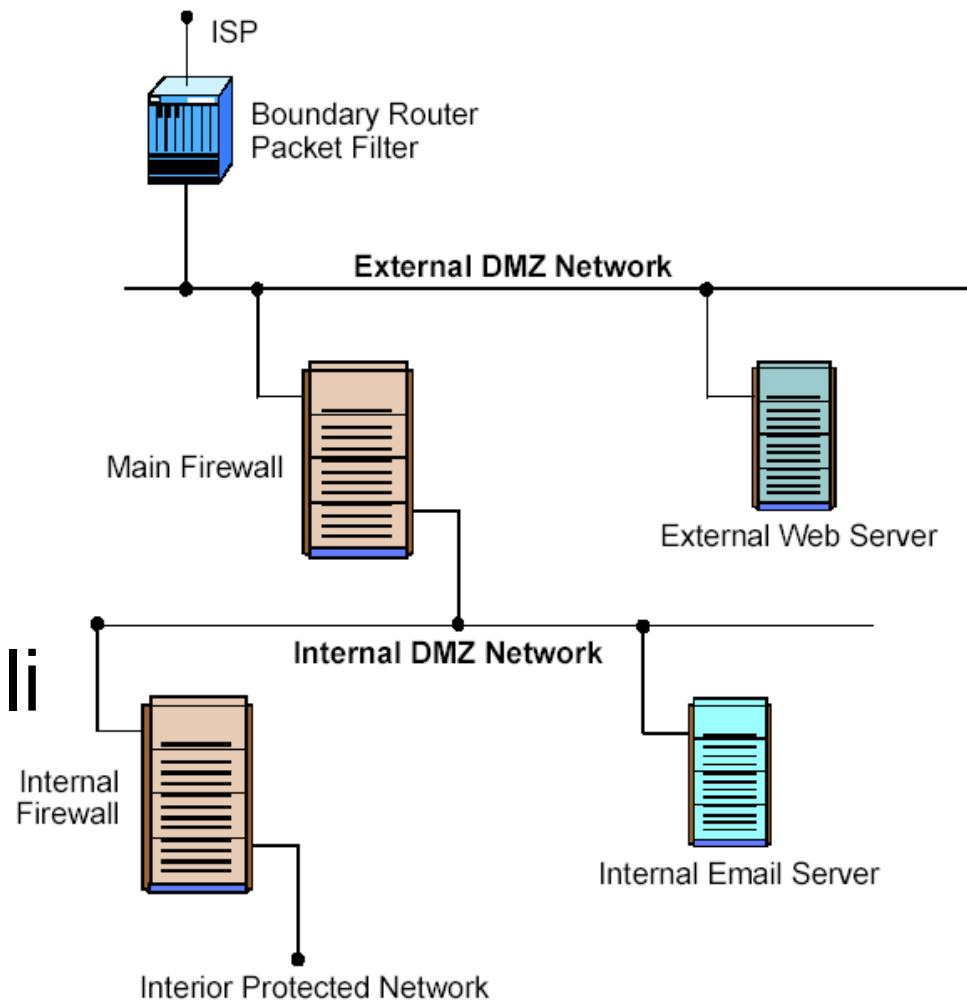 ISP
Boundary Router
Packet Filter
External DMZ Network
Main Firewall
External Web Server
Internal DMZ Network
li
Internal
Firewall
Internal Email Server
Interior Protected Network